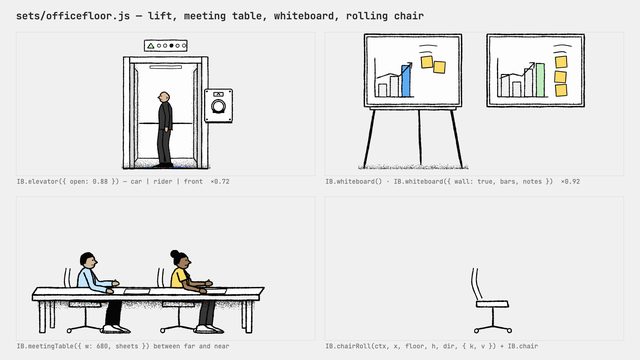 sets/officefloor.js — lift, meeting table, whiteboard, rolling chair
IB.elevator({ open: 0.88 }) — car | rider | front  ×0.72
IB.whiteboard() · IB.whiteboard({ wall: true, bars, notes })  ×0.92
IB.meetingTable({ w: 680, sheets }) between far and near
IB.chairRoll(ctx, x, floor, h, dir, { k, v }) + IB.chair